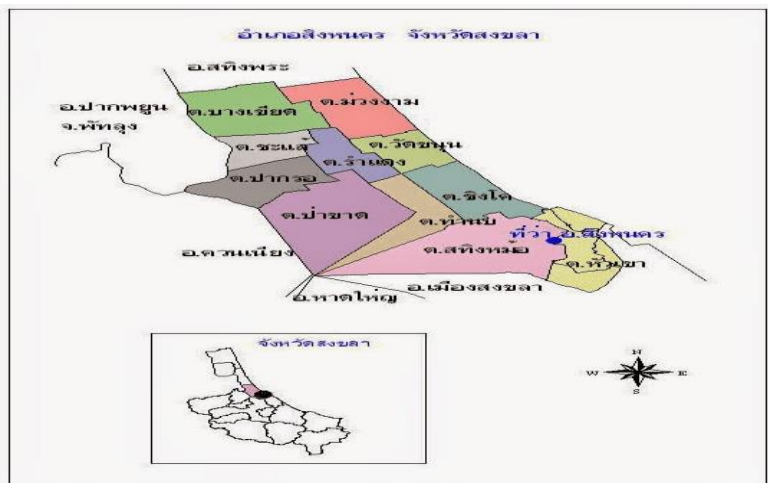 อำเภอสิงหนคร จังหวัดสงขลา
อ.สทิงพระ
อ.ปากพยูน
จ.พัทลุง
ต.ม่วงงาม
ต.บางเขียด
ต.วัดขนุน
ต.ชะแล้
ต.รำแดง
ต.ปากรอ
ต.ชิงโค
ต.ป่าขาด
ต.ทำนบ
ที่ว่า อ.สิงหนคร
อ.ควนเนียง
ต.สทิงหม้อ
ต.หัวเขา
อ.เมืองสงขลา
อ.หาดใหญ่
จังหวัดสงขลา
N
W E
S